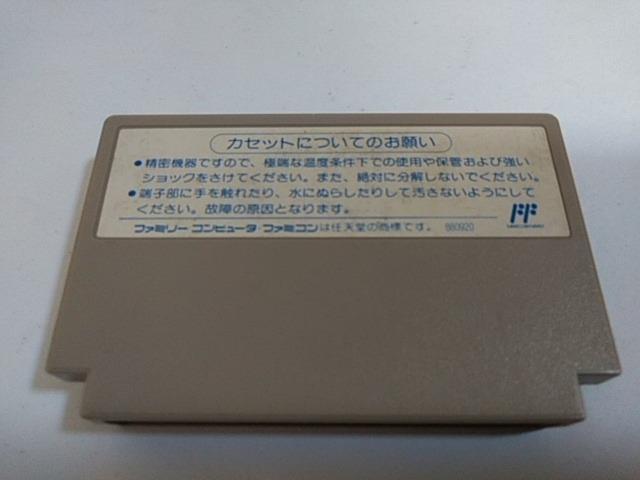 カセットについてのお願い
●精密機器ですので、極端な温度条件下での使用や保管および強い
ショックをさけてください。また、絶対に分解しないでください。
●端子部に手を触れたり、水にぬらしたりして汚さないようにして
ください。故障の原因となります。
ファミリーコンピュータ・ファミコンは任天堂の商標です。 880920
FF